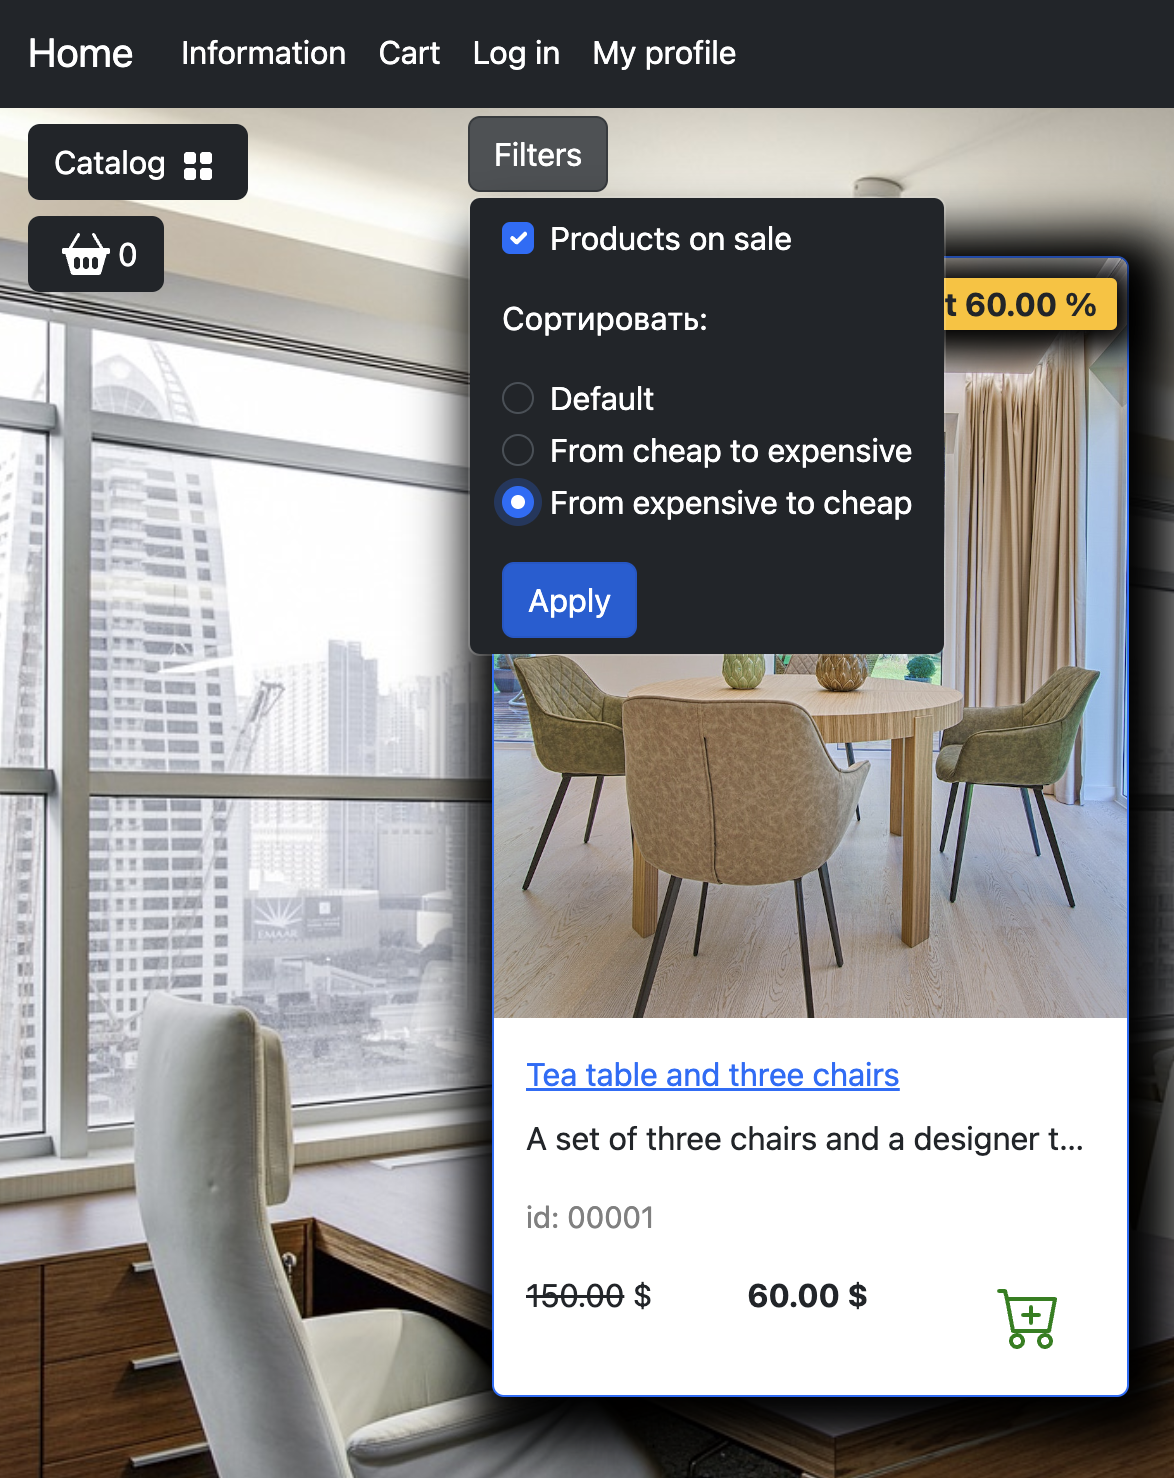 Home Information Cart Log in My profile
Catalog
0
Filters
Products on sale
Сортировать:
Default
From cheap to expensive
From expensive to cheap
Apply
t 60.00 %
EMAAR
Tea table and three chairs
A set of three chairs and a designer t...
id: 00001
150.00 $ 60.00 $